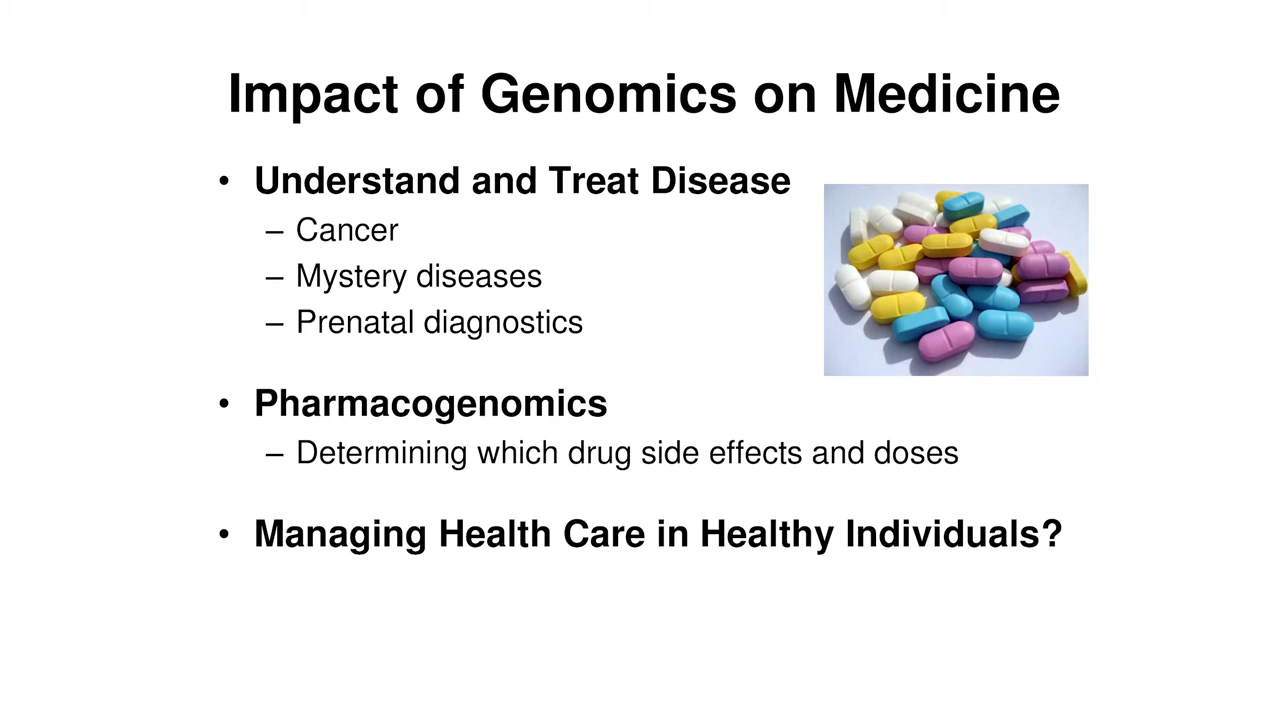 Impact of Genomics on Medicine
• Understand and Treat Disease
– Cancer
– Mystery diseases
– Prenatal diagnostics
• Pharmacogenomics
– Determining which drug side effects and doses
• Managing Health Care in Healthy Individuals?